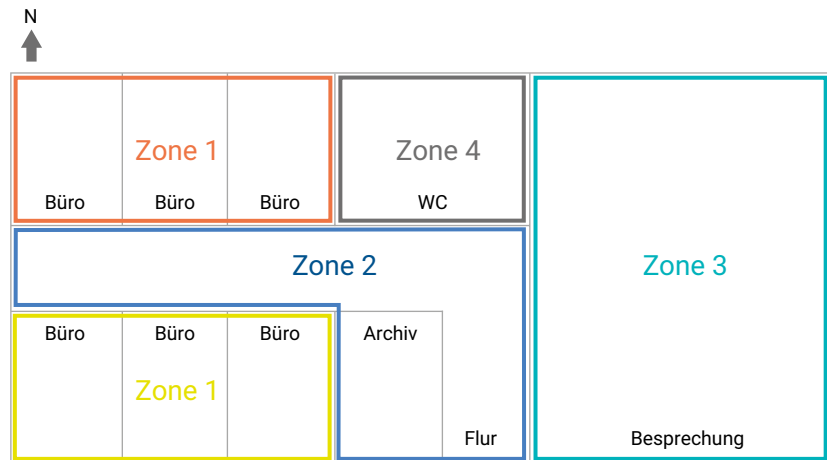 N
Zone 1
Büro
Büro
Büro
Zone 4
WC
Zone 2
Zone 3
Büro
Büro
Büro
Archiv
Zone 1
Flur
Besprechung